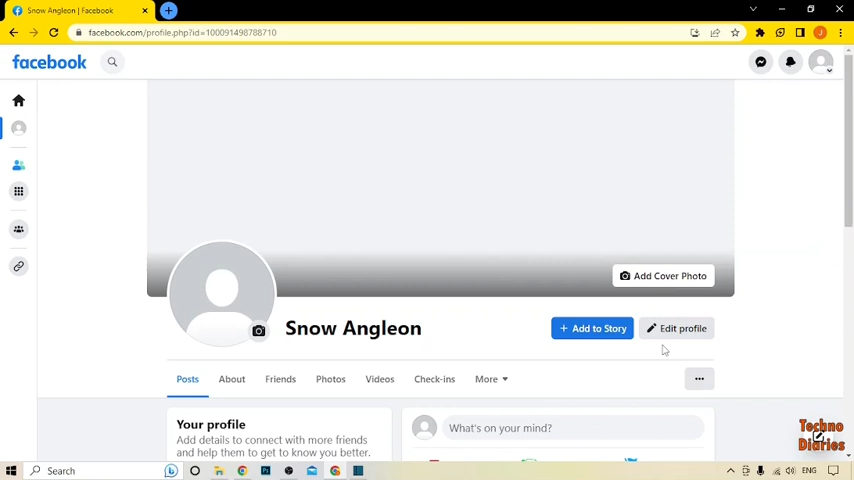 Snow Angleon | Facebook
facebook.com/profile.php?id=100091498788710
J
facebook
Add Cover Photo
Snow Angleon
+ Add to Story
Edit profile
Posts About Friends Photos Videos Check-ins More
Your profile
Add details to connect with more friends
and help them to get to know you better.
What's on your mind?
Techno
Diaries
Search
ENG